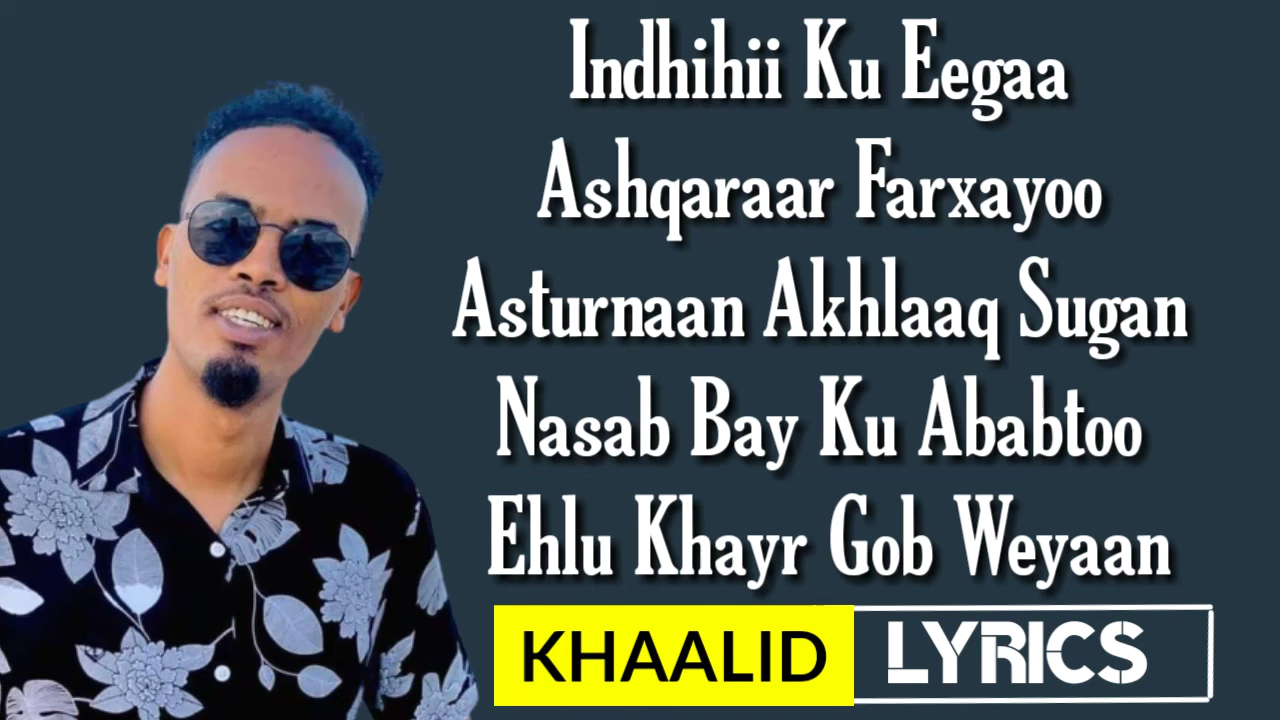 Indhihii Ku Eegaa
Ashqaraar Farxayoo
Asturnaan Akhlaaq Sugan
Nasab Bay Ku Ababtoo
Ehlu Khayr Gob Weyaan
KHAALID LYRICS